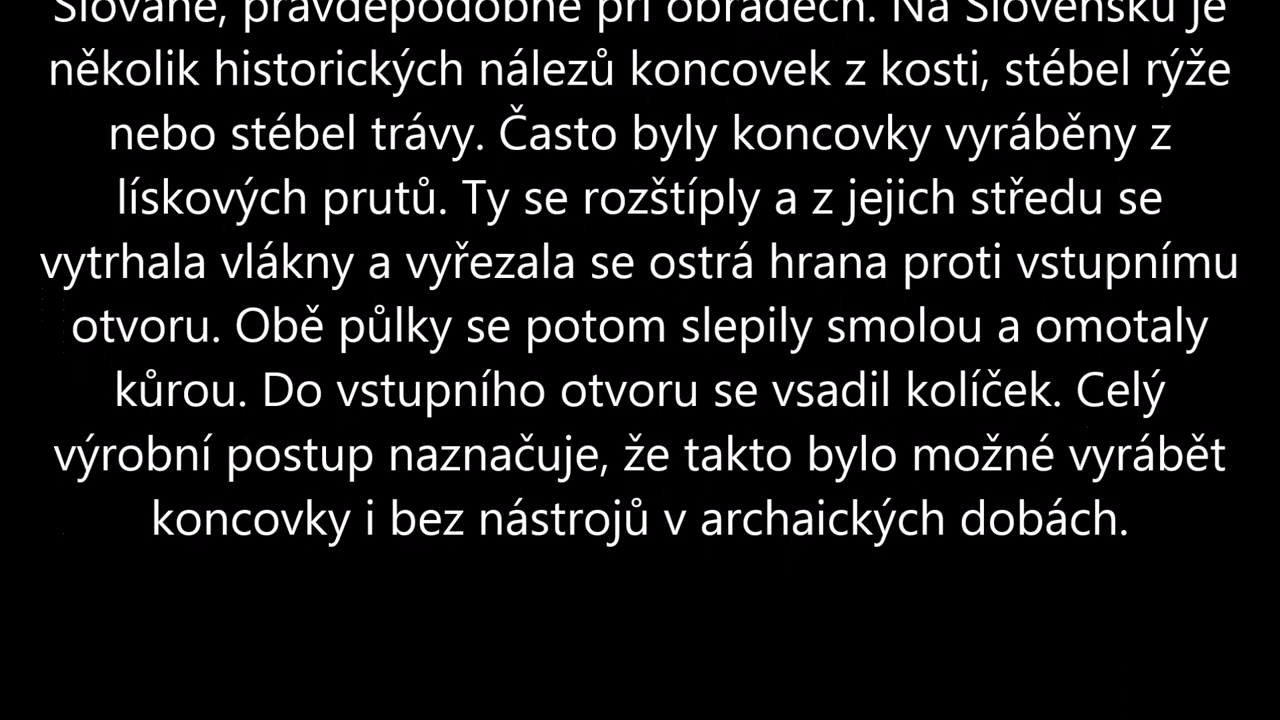 Slované, pravděpodobně při obřadech. Na Slovensku je
několik historických nálezů koncovek z kosti, stébel rýže
nebo stébel trávy. Často byly koncovky vyráběny z
lískových prutů. Ty se rozštíply a z jejich středu se
vytrhala vlákny a vyřezala se ostrá hrana proti vstupnímu
otvoru. Obě půlky se potom slepily smolou a omotaly
kůrou. Do vstupního otvoru se vsadil kolíček. Celý
výrobní postup naznačuje, že takto bylo možné vyrábět
koncovky i bez nástrojů v archaických dobách.